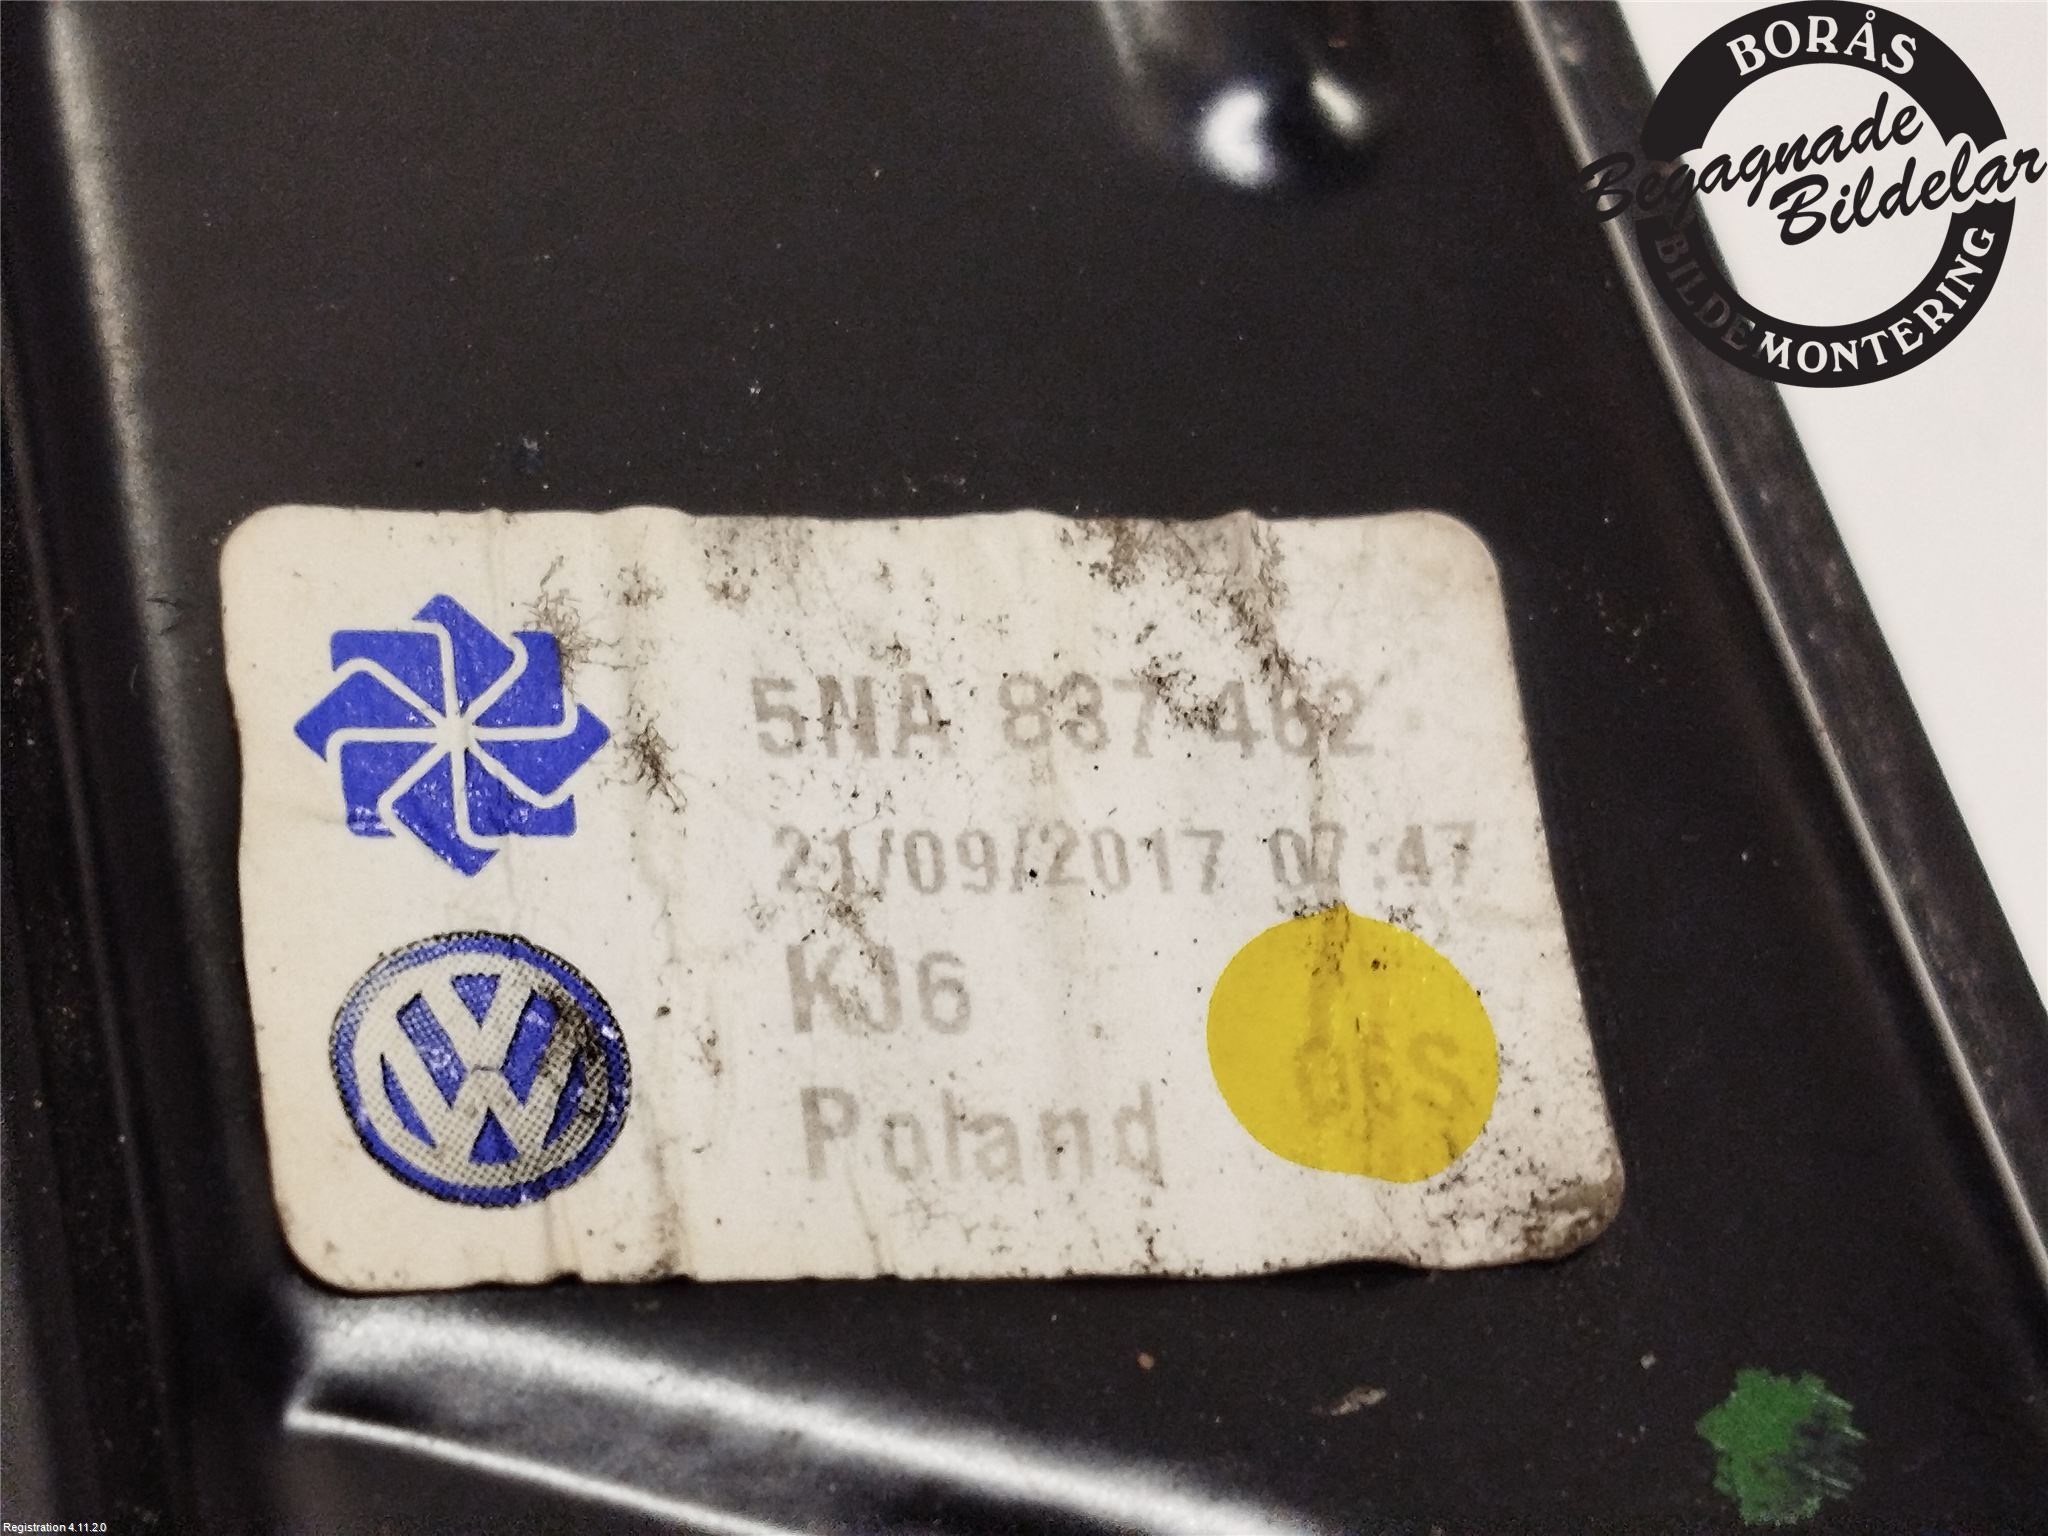 BORÅS
Begagnade
Bildelar
BILDEMONTERING
5NA 837 462
21/09/2017 07:47
KJ6
Poland
Registration 4.11.2.0